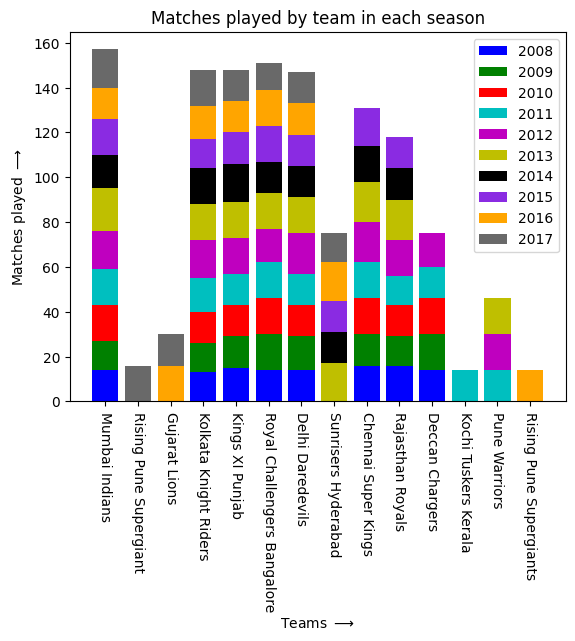 Matches played by team in each season
Matches played ⟶
160
140
120
100
80
60
40
20
0
2008
2009
2010
2011
2012
2013
2014
2015
2016
2017
Mumbai Indians
Rising Pune Supergiant
Gujarat Lions
Kolkata Knight Riders
Kings XI Punjab
Royal Challengers Bangalore
Delhi Daredevils
Sunrisers Hyderabad
Chennai Super Kings
Rajasthan Royals
Deccan Chargers
Kochi Tuskers Kerala
Pune Warriors
Rising Pune Supergiants
Teams ⟶